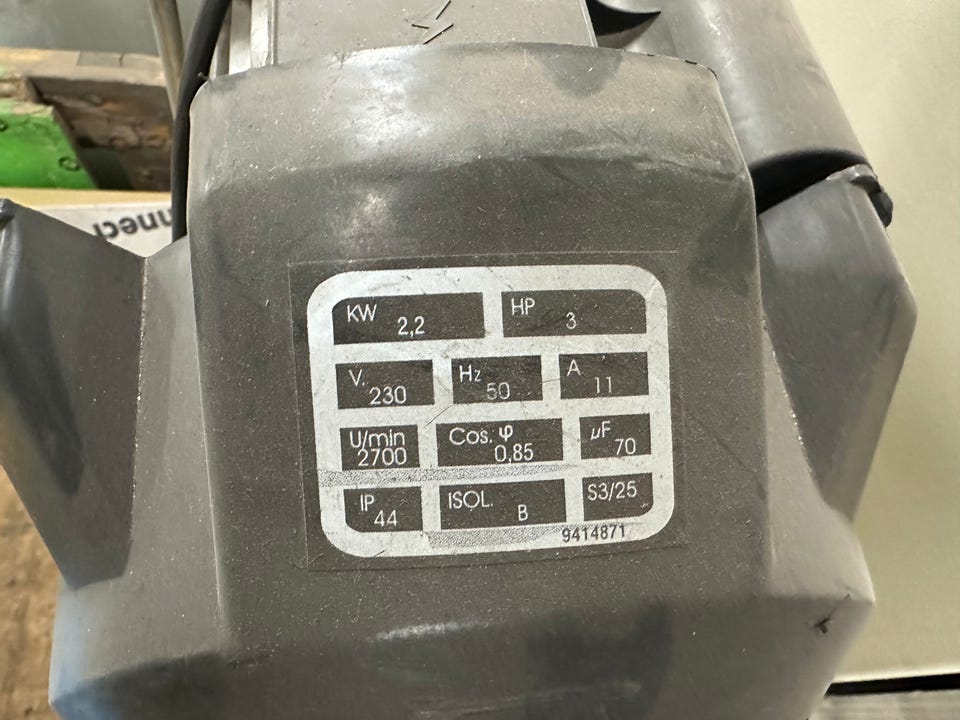 KW 2,2
HP 3
V. 230
Hz 50
A 11
U/min 2700
Cos. φ 0,85
µF 70
IP 44
ISOL. B
S3/25
9414871